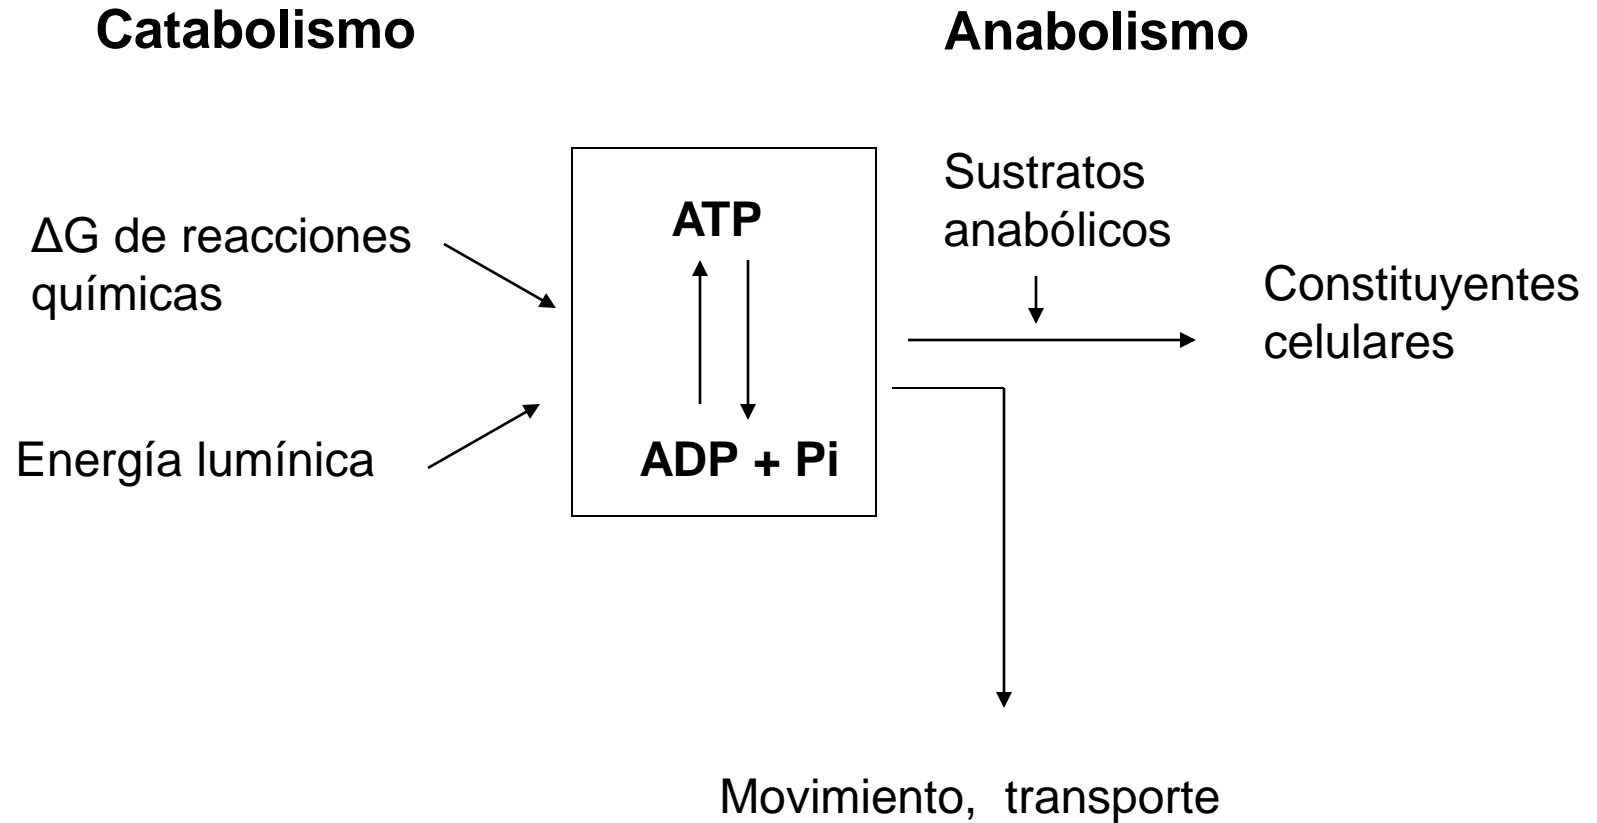 Catabolismo
Anabolismo
ΔG de reacciones
químicas
Energía lumínica
ATP
ADP + Pi
Sustratos
anabólicos
Constituyentes
celulares
Movimiento, transporte